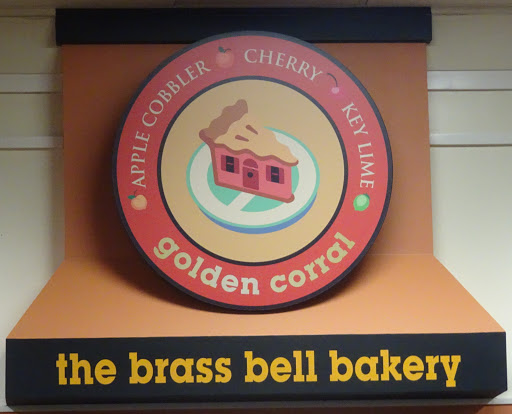 APPLE COBBLER CHERRY KEY LIME
golden corral
the brass bell bakery